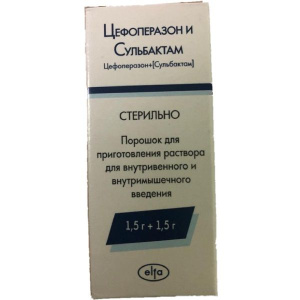 Цефоперазон и
Сульбактам
Цефоперазон+[Сульбактам]
СТЕРИЛЬНО
Порошок для
приготовления раствора
для внутривенного и
внутримышечного
введения
1,5 г + 1,5 г
elfa